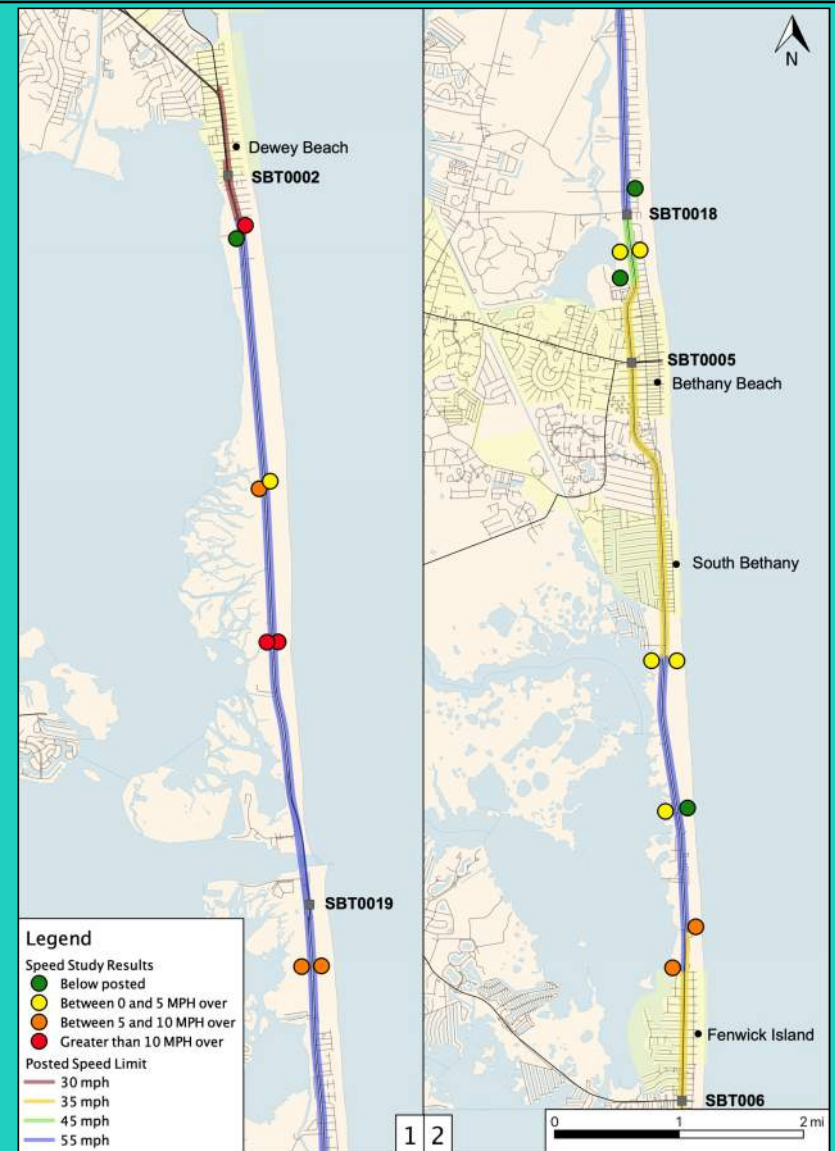 N
Dewey Beach
SBT0002
SBT0019
SBT0018
SBT0005
Bethany Beach
South Bethany
Fenwick Island
SBT006
Legend
Speed Study Results
Below posted
Between 0 and 5 MPH over
Between 5 and 10 MPH over
Greater than 10 MPH over
Posted Speed Limit
30 mph
35 mph
45 mph
55 mph
1 2
0 1 2 mi